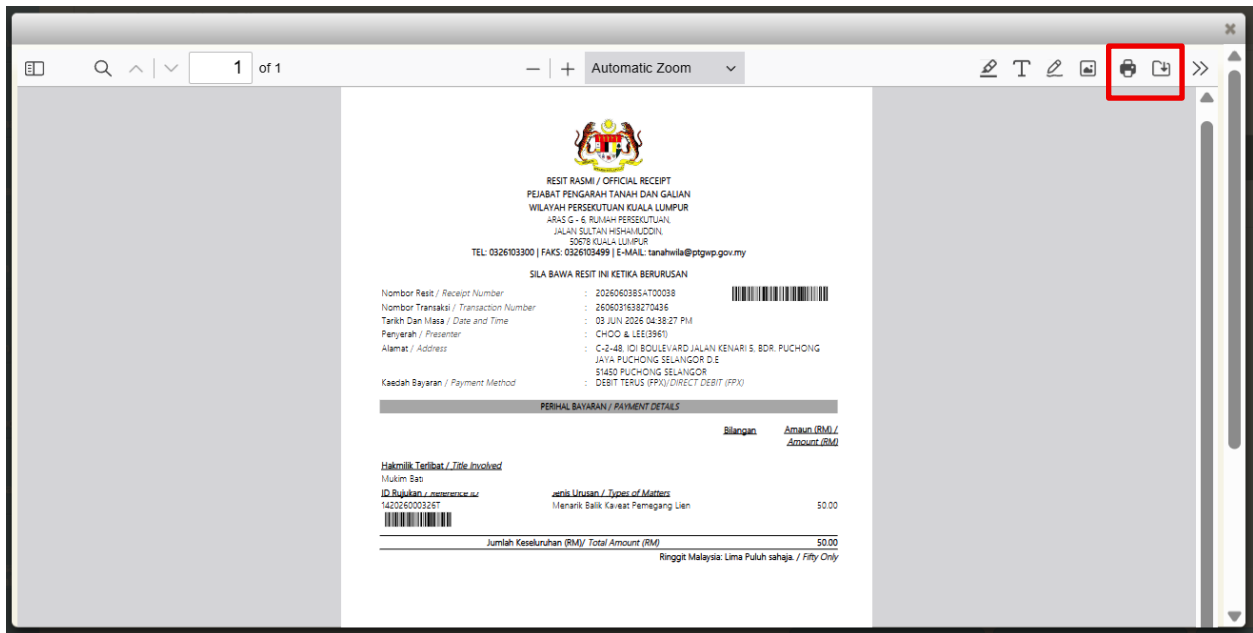 1 of 1 Automatic Zoom
RESIT RASMI / OFFICIAL RECEIPT
PEJABAT PENGARAH TANAH DAN GALIAN
WILAYAH PERSEKUTUAN KUALA LUMPUR
ARAS G - 6, RUMAH PERSEKUTUAN,
JALAN SULTAN HISHAMUDDIN,
50678 KUALA LUMPUR
TEL: 0326103300 | FAKS: 0326103499 | E-MAIL: tanahwila@ptgwp.gov.my
SILA BAWA RESIT INI KETIKA BERURUSAN
Nombor Resit / Receipt Number : 20260603BSAT00038
Nombor Transaksi / Transaction Number : 2606031638270436
Tarikh Dan Masa / Date and Time : 03 JUN 2026 04:38:27 PM
Penyerah / Presenter : CHOO & LEE(3961)
Alamat / Address : C-2-48, IOI BOULEVARD JALAN KENARI 5, BDR. PUCHONG
JAYA PUCHONG SELANGOR D.E
51450 PUCHONG SELANGOR
Kaedah Bayaran / Payment Method : DEBIT TERUS (FPX)/DIRECT DEBIT (FPX)
PERIHAL BAYARAN / PAYMENT DETAILS
Bilangan Amaun (RM) /
Amount (RM)
Hakmilik Terlibat / Title Involved
Mukim
ID Rujukan / Reference ID Jenis Urusan / Types of Matters
142026000326T Menarik Balik Kaveat Pemegang Lien 50.00
Jumlah Keseluruhan (RM)/ Total Amount (RM) 50.00
Ringgit Malaysia: Lima Puluh sahaja. / Fifty Only